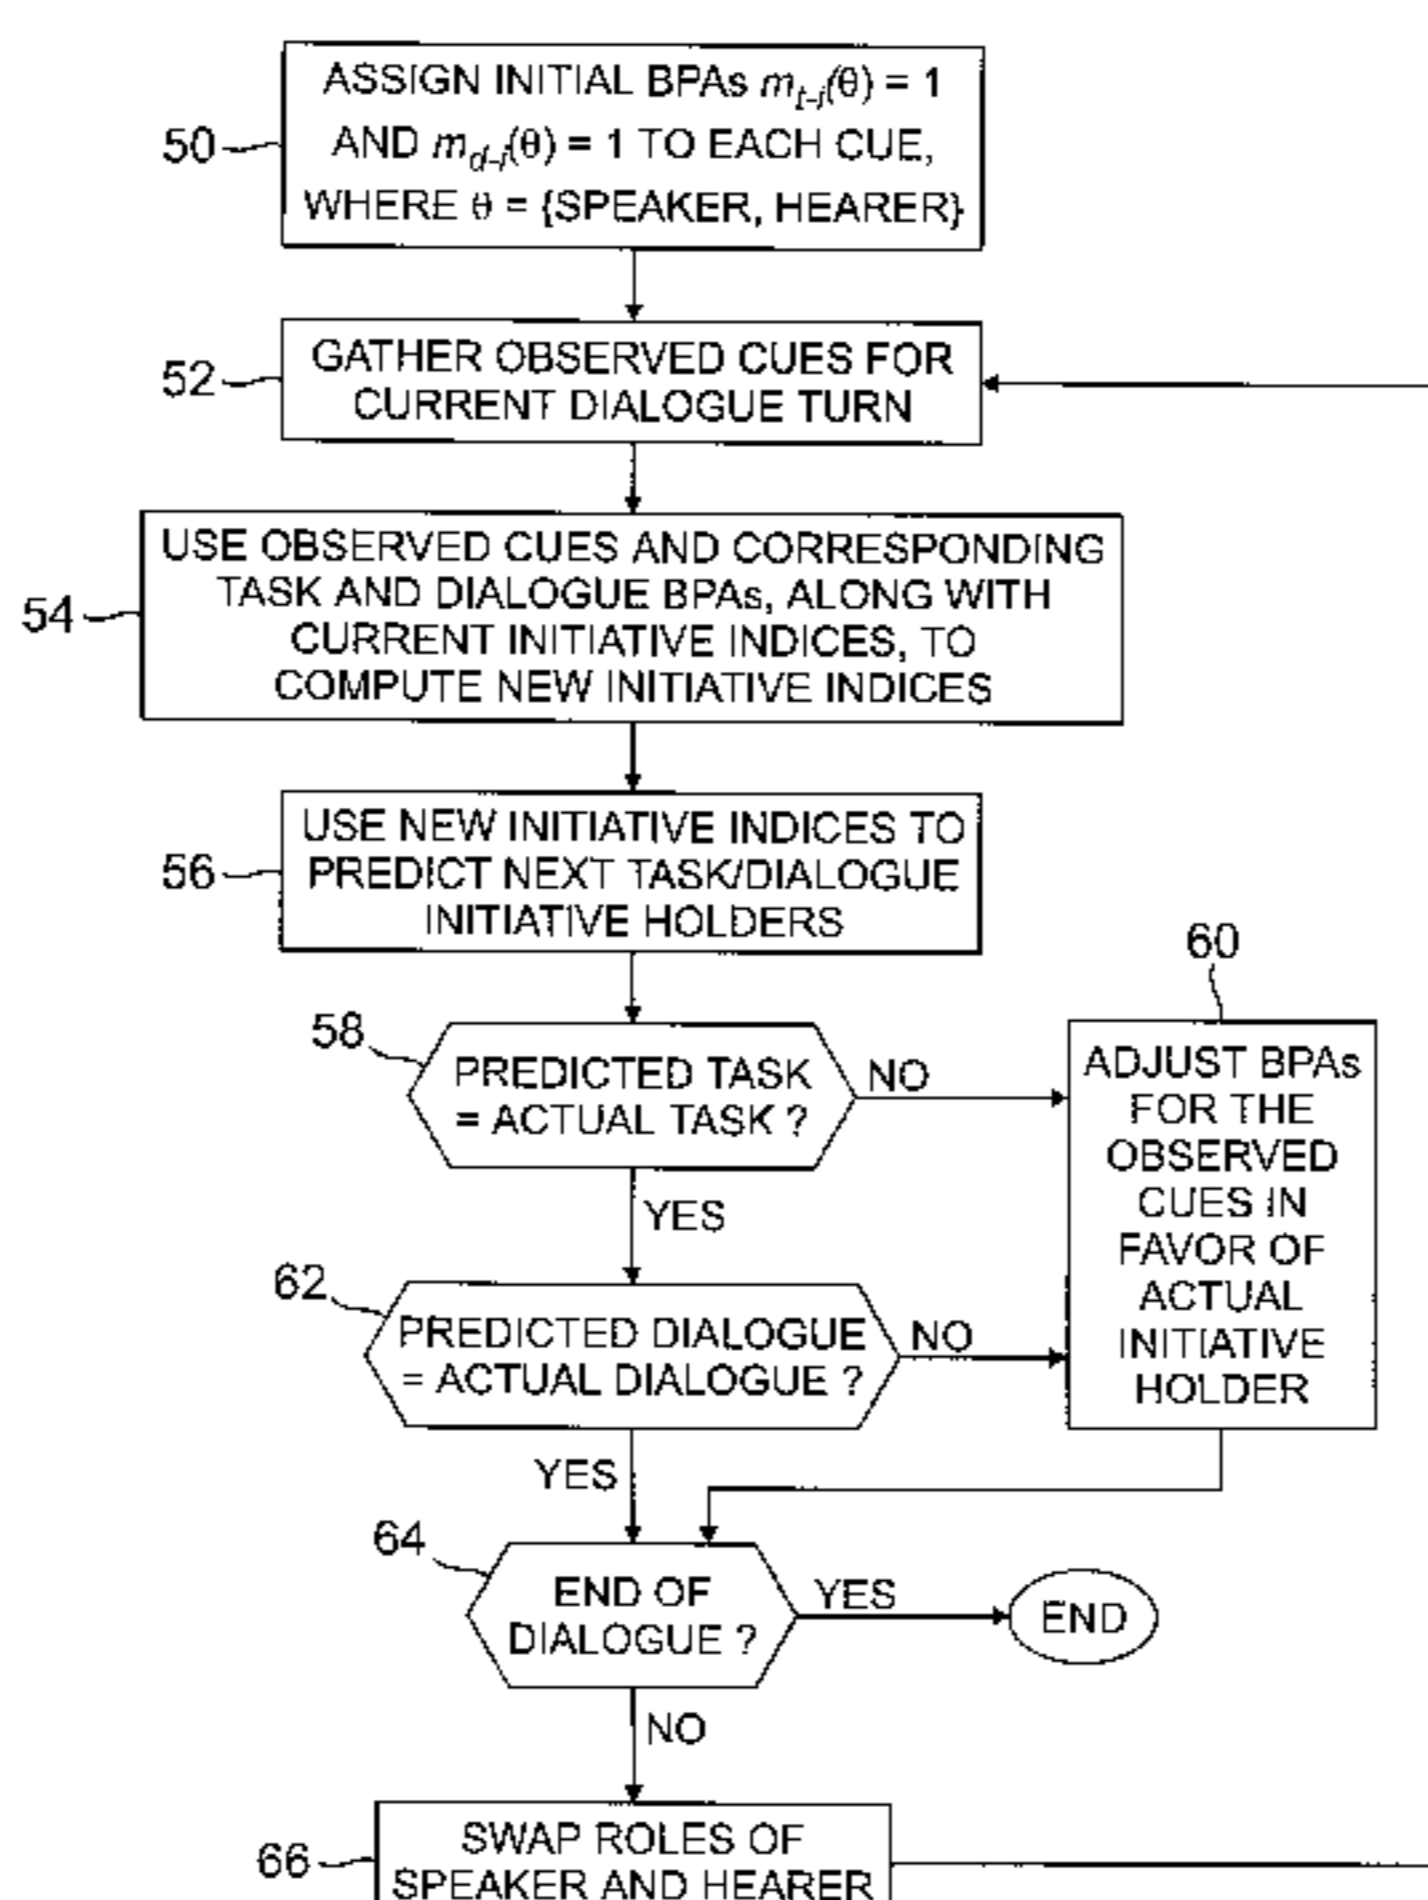 ASSIGN INITIAL BPAs m_{t-i}(θ) = 1
50
AND m_{d-i}(θ) = 1 TO EACH CUE,
WHERE θ = {SPEAKER, HEARER}
52
GATHER OBSERVED CUES FOR
CURRENT DIALOGUE TURN
54
USE OBSERVED CUES AND CORRESPONDING
TASK AND DIALOGUE BPAs, ALONG WITH
CURRENT INITIATIVE INDICES, TO
COMPUTE NEW INITIATIVE INDICES
56
USE NEW INITIATIVE INDICES TO
PREDICT NEXT TASK/DIALOGUE
INITIATIVE HOLDERS
58
PREDICTED TASK
= ACTUAL TASK ?
NO
YES
60
ADJUST BPAs
FOR THE
OBSERVED
CUES IN
FAVOR OF
ACTUAL
INITIATIVE
HOLDER
62
PREDICTED DIALOGUE
= ACTUAL DIALOGUE ?
NO
YES
64
END OF
DIALOGUE ?
YES
END
NO
66
SWAP ROLES OF
SPEAKER AND HEARER